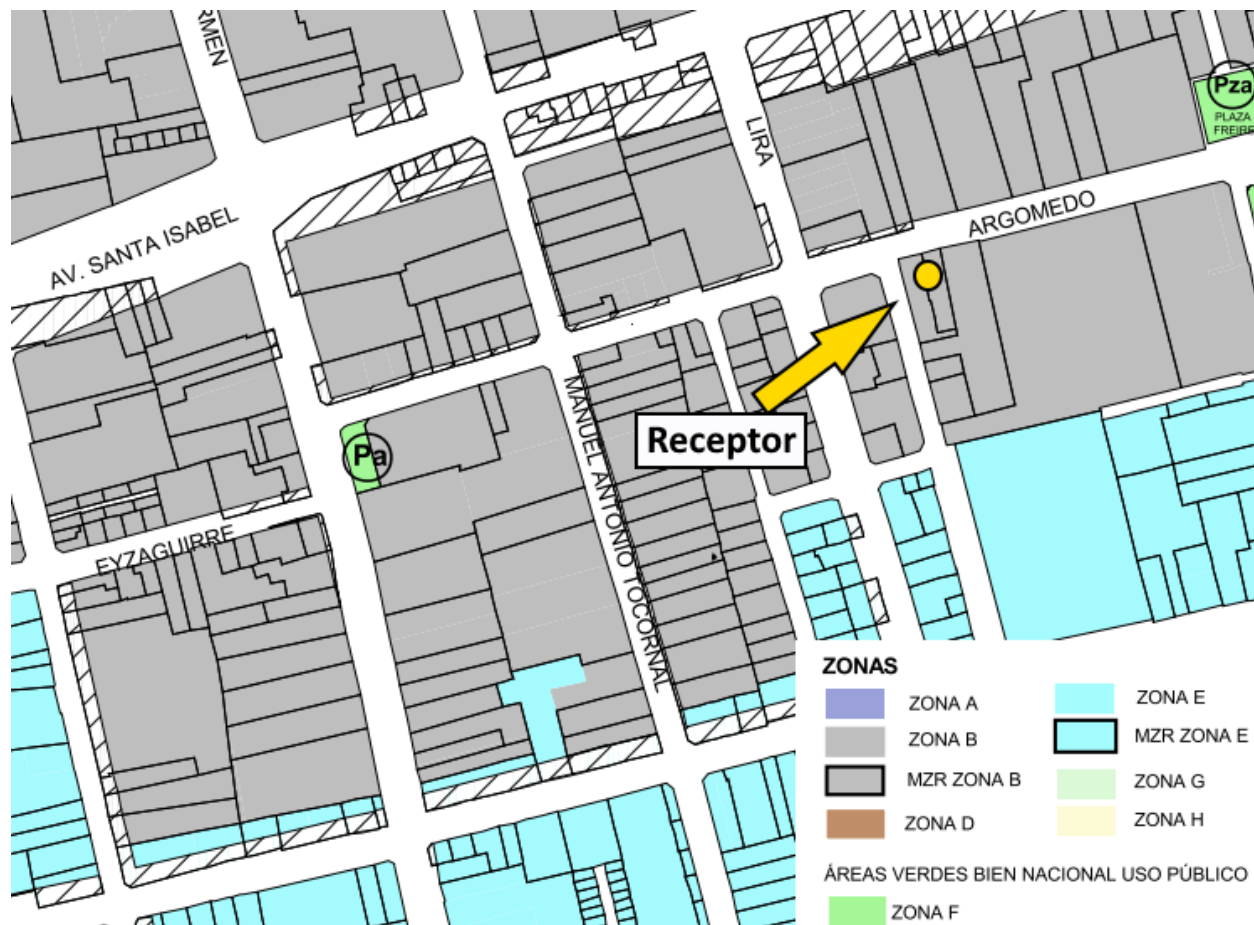 RMEN
AV. SANTA ISABEL
LIRA
Pza
PLAZA
FREIRE
ARGOMEDO
Receptor
Pa
MANUEL ANTONIO TOCORNAL
EYZAGUIRRE
ZONAS
ZONA A
ZONA B
MZR ZONA B
ZONA D
ZONA E
MZR ZONA E
ZONA G
ZONA H
ÁREAS VERDES BIEN NACIONAL USO PÚBLICO
ZONA F